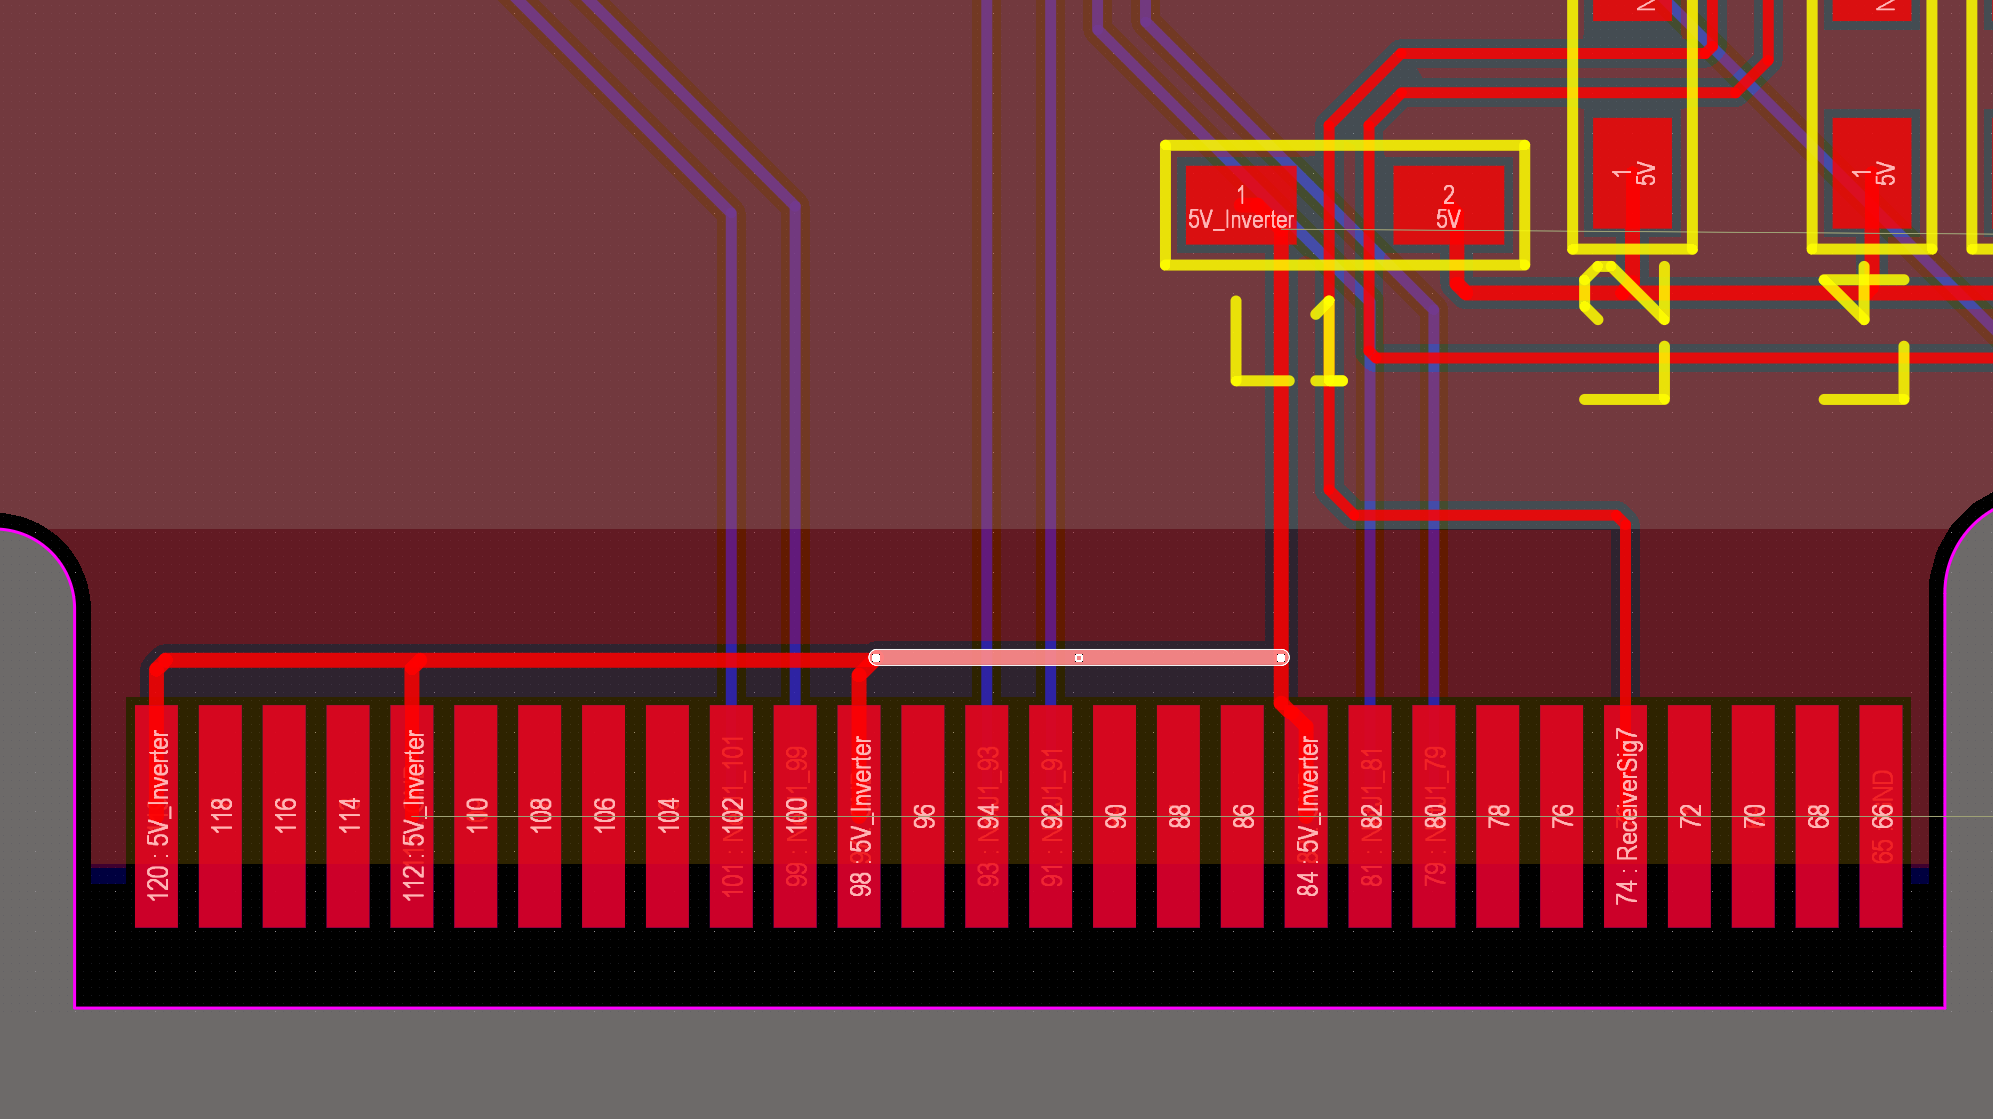 N
N
1
5V_Inverter
2
5V
1
5V
1
5V
L1
L2
L4
120 : 5V_Inverter
118
116
114
112 : 5V_Inverter
110
108
106
104
102
100
98 : 5V_Inverter
96
94
92
90
88
86
84 : 5V_Inverter
82
80
78
76
74 : ReceiverSig7
72
70
68
66